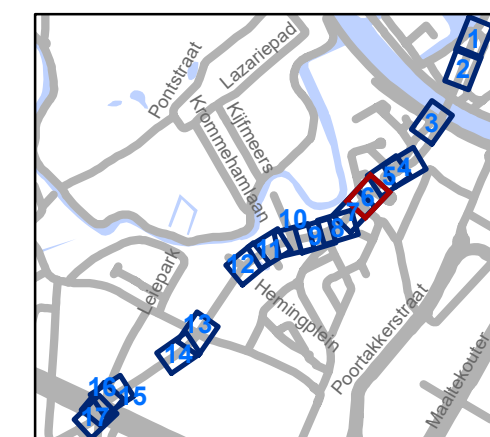 1
2
3
Lazariepad
Pontstraat
Kijfmeers
Krommehamlaan
4
5
6
7
8
9
10
11
12
Leiepark
Hemingplein
Poortakkerstraat
Maaltekouter
13
14
15
16
17